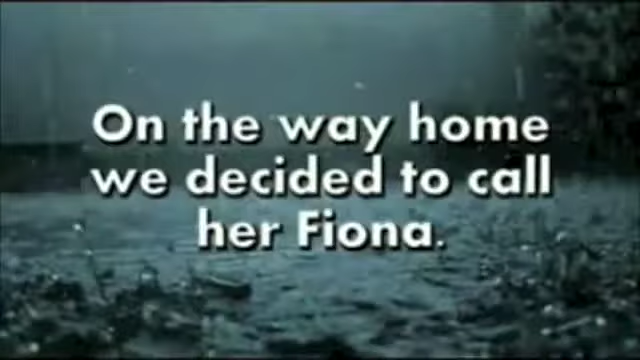 On the way home
we decided to call
her Fiona.